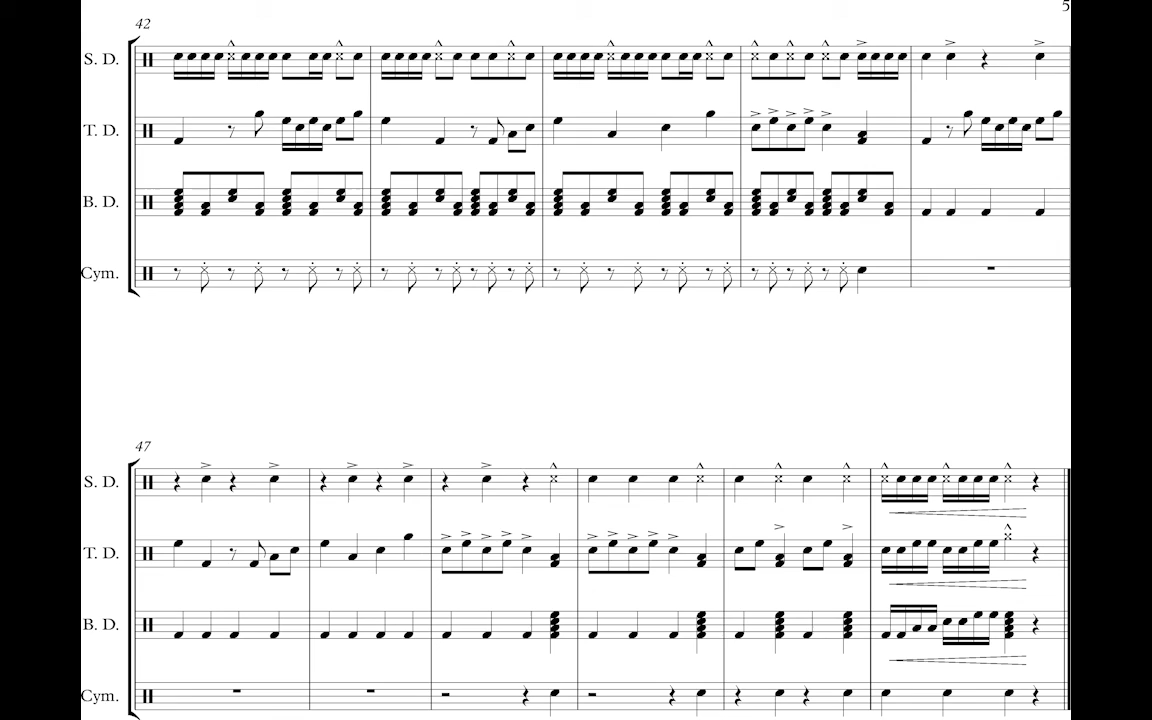 5
42
S. D.
T. D.
B. D.
Cym.
47
S. D.
T. D.
B. D.
Cym.